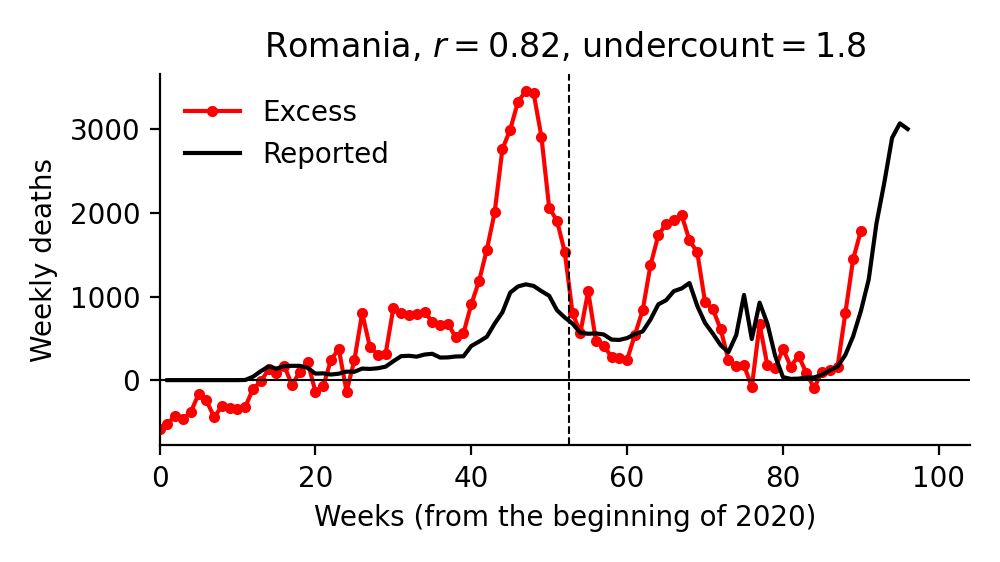 Romania, r = 0.82, undercount = 1.8
Excess
Reported
Weekly deaths
3000
2000
1000
0
0 20 40 60 80 100
Weeks (from the beginning of 2020)